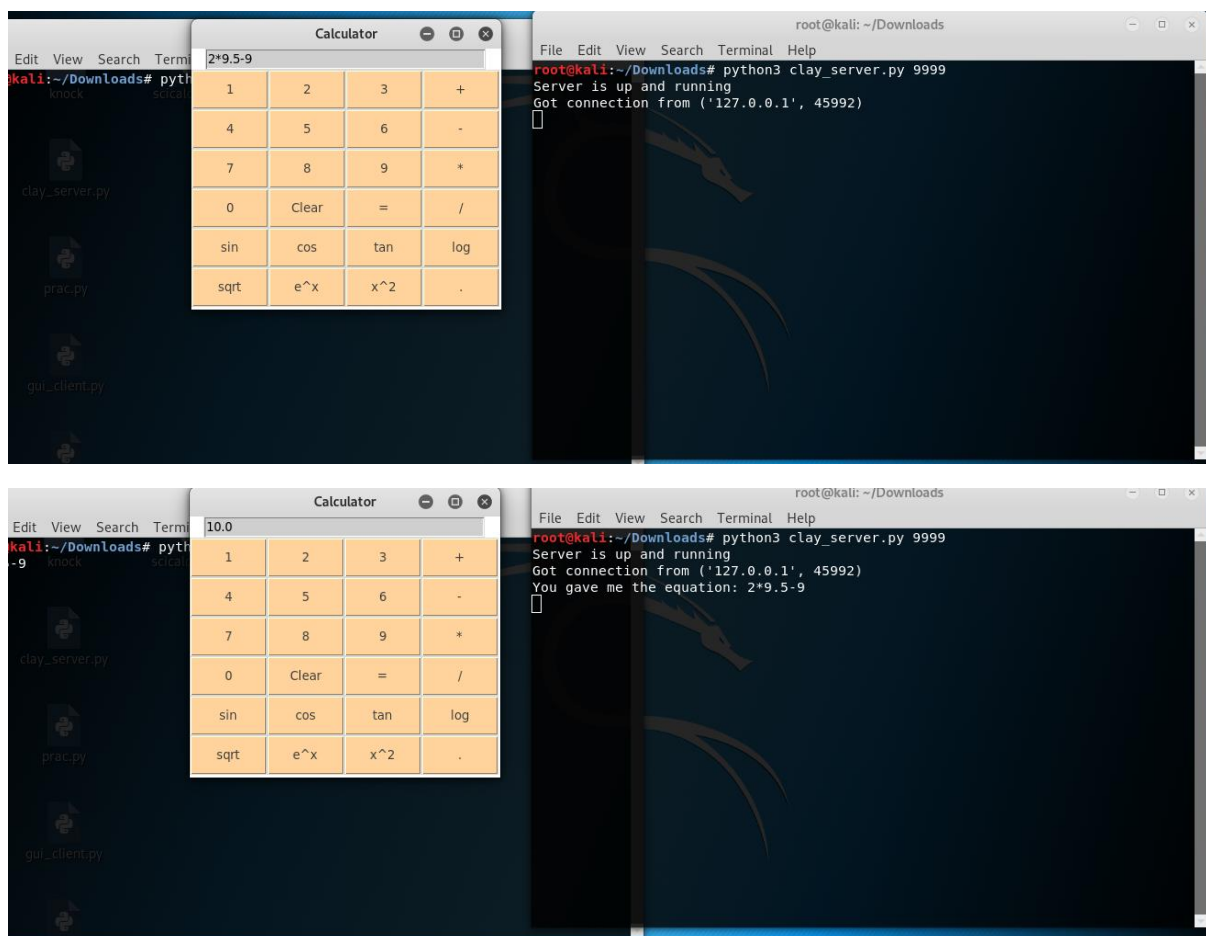 Calculator
root@kali: ~/Downloads
Edit View Search Termi
2*9.5-9
File Edit View Search Terminal Help
kali:~/Downloads# pyth
root@kali:~/Downloads# python3 clay_server.py 9999
knock scical
Server is up and running
1 2 3 +
Got connection from ('127.0.0.1', 45992)
4 5 6 -
7 8 9 *
clay_server.py
0 Clear = /
sin cos tan log
sqrt e^x x^2 .
prac.py
gui_client.py
Calculator
root@kali: ~/Downloads
Edit View Search Termi
10.0
File Edit View Search Terminal Help
kali:~/Downloads# pyth
root@kali:~/Downloads# python3 clay_server.py 9999
-9 knock scical
Server is up and running
1 2 3 +
Got connection from ('127.0.0.1', 45992)
You gave me the equation: 2*9.5-9
4 5 6 -
7 8 9 *
clay_server.py
0 Clear = /
sin cos tan log
sqrt e^x x^2 .
prac.py
gui_client.py